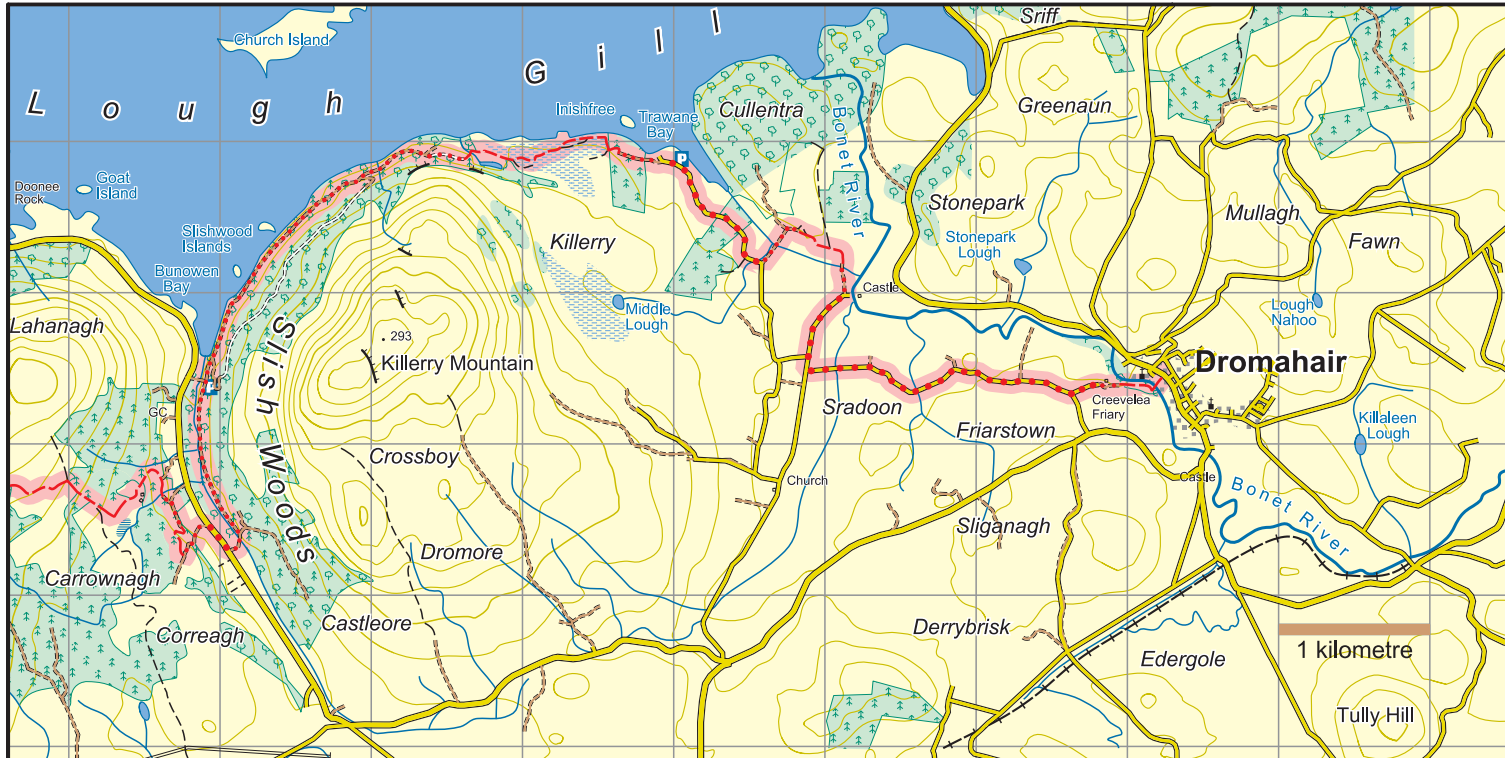 Sriff
Church Island
G i l l
L o u g h
Inishfree
Trawane
Bay
Cullentra
Bonet River
Greenaun
Doonee
Rock
Goat
Island
Slishwood
Islands
Bunowen
Bay
Killerry
Stonepark
Stonepark
Lough
Mullagh
Fawn
Castle
Middle
Lough
Lough
Nahoo
Lahanagh
293
Killerry Mountain
Slish Woods
Dromahair
GC
Creevelea
Friary
Sradoon
Friarstown
Killaleen
Lough
Crossboy
Church
Castle
Bonet River
Sliganagh
Dromore
Carrownagh
Correagh
Castleore
Derrybrisk
Edergole
1 kilometre
Tully Hill